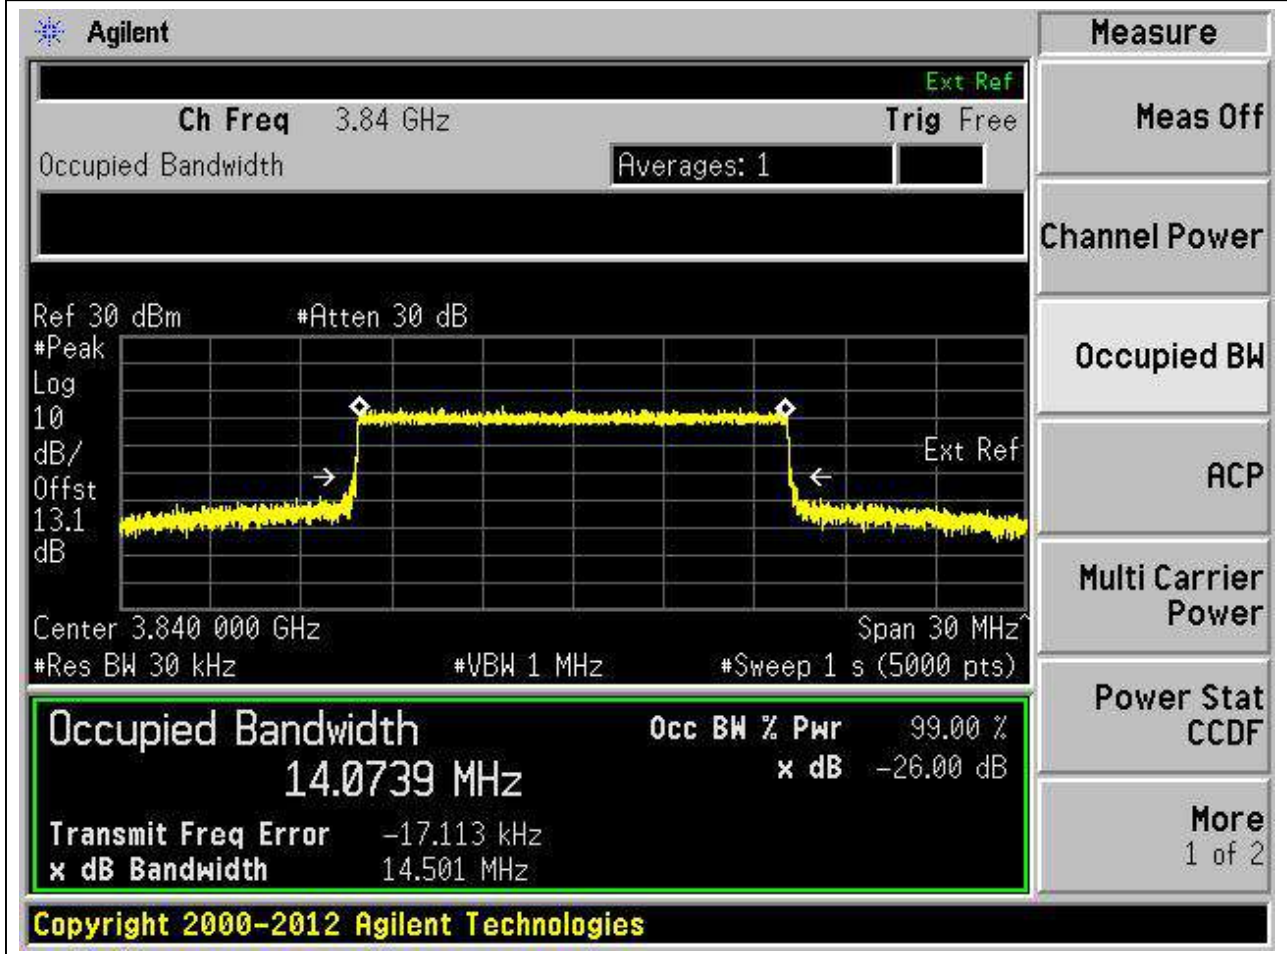 Agilent
Measure
Ext Ref
Ch Freq 3.84 GHz Trig Free
Occupied Bandwidth Averages: 1
Meas Off
Channel Power
Occupied BW
ACP
Multi Carrier
Power
Power Stat
CCDF
More
1 of 2
Ref 30 dBm #Atten 30 dB
#Peak
Log
10
dB/
Offst
13.1
dB
Ext Ref
Center 3.840 000 GHz Span 30 MHz^
#Res BW 30 kHz #VBW 1 MHz #Sweep 1 s (5000 pts)
Occupied Bandwidth
14.0739 MHz
Occ BW % Pwr 99.00 %
x dB -26.00 dB
Transmit Freq Error -17.113 kHz
x dB Bandwidth 14.501 MHz
Copyright 2000-2012 Agilent Technologies